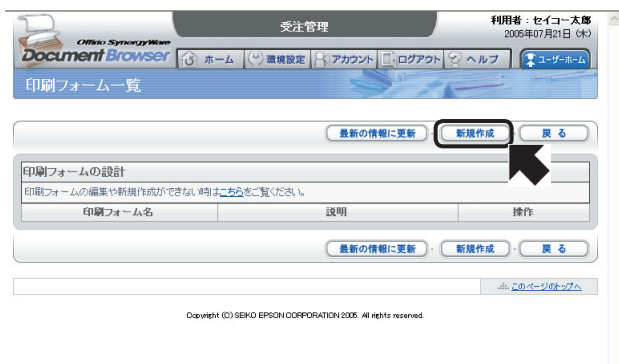 受注管理
利用者：セイコー太郎
2005年07月21日（木）
Offirio SynergyWare
Document Browser
ホーム 環境設定 アカウント ログアウト ヘルプ ユーザーホーム
印刷フォーム一覧
最新の情報に更新 新規作成 戻る
印刷フォームの設計
印刷フォームの編集や新規作成ができない時はこちらをご覧ください。
印刷フォーム名 説明 操作
最新の情報に更新 新規作成 戻る
このページのトップへ
Copyright (C) SEIKO EPSON CORPORATION 2005. All rights reserved.